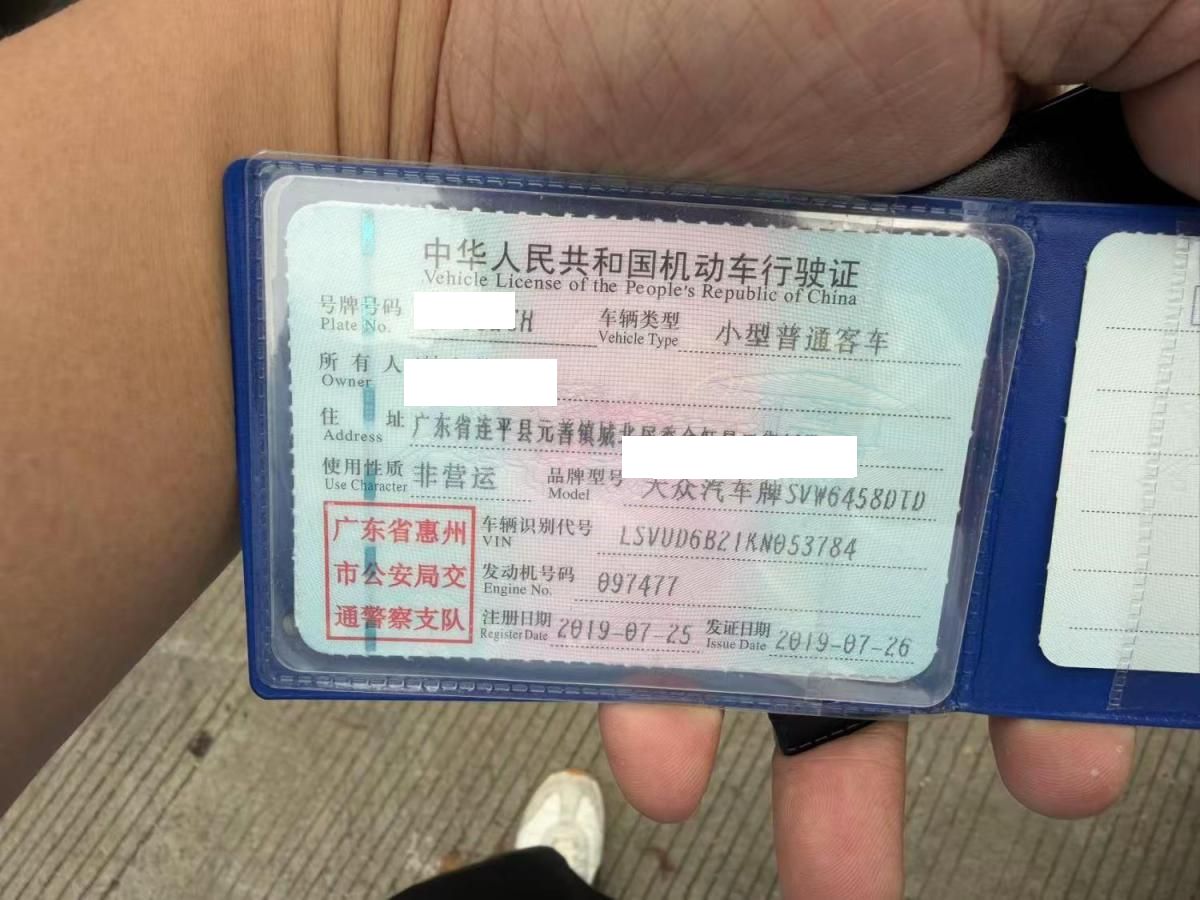 中华人民共和国机动车行驶证
Vehicle License of the People's Republic of China
号牌号码
Plate No.
车辆类型 小型普通客车
Vehicle Type
所有人
Owner
住址 广东省连平县元善镇城北居委会
Address
使用性质 非营运
Use Character
品牌型号 大众汽车牌SVW6458DTD
Model
广东省惠州
市公安局交
通警察支队
车辆识别代号 LSVUD6B21KN053784
VIN
发动机号码 097477
Engine No.
注册日期 2019-07-25
Register Date
发证日期 2019-07-26
Issue Date